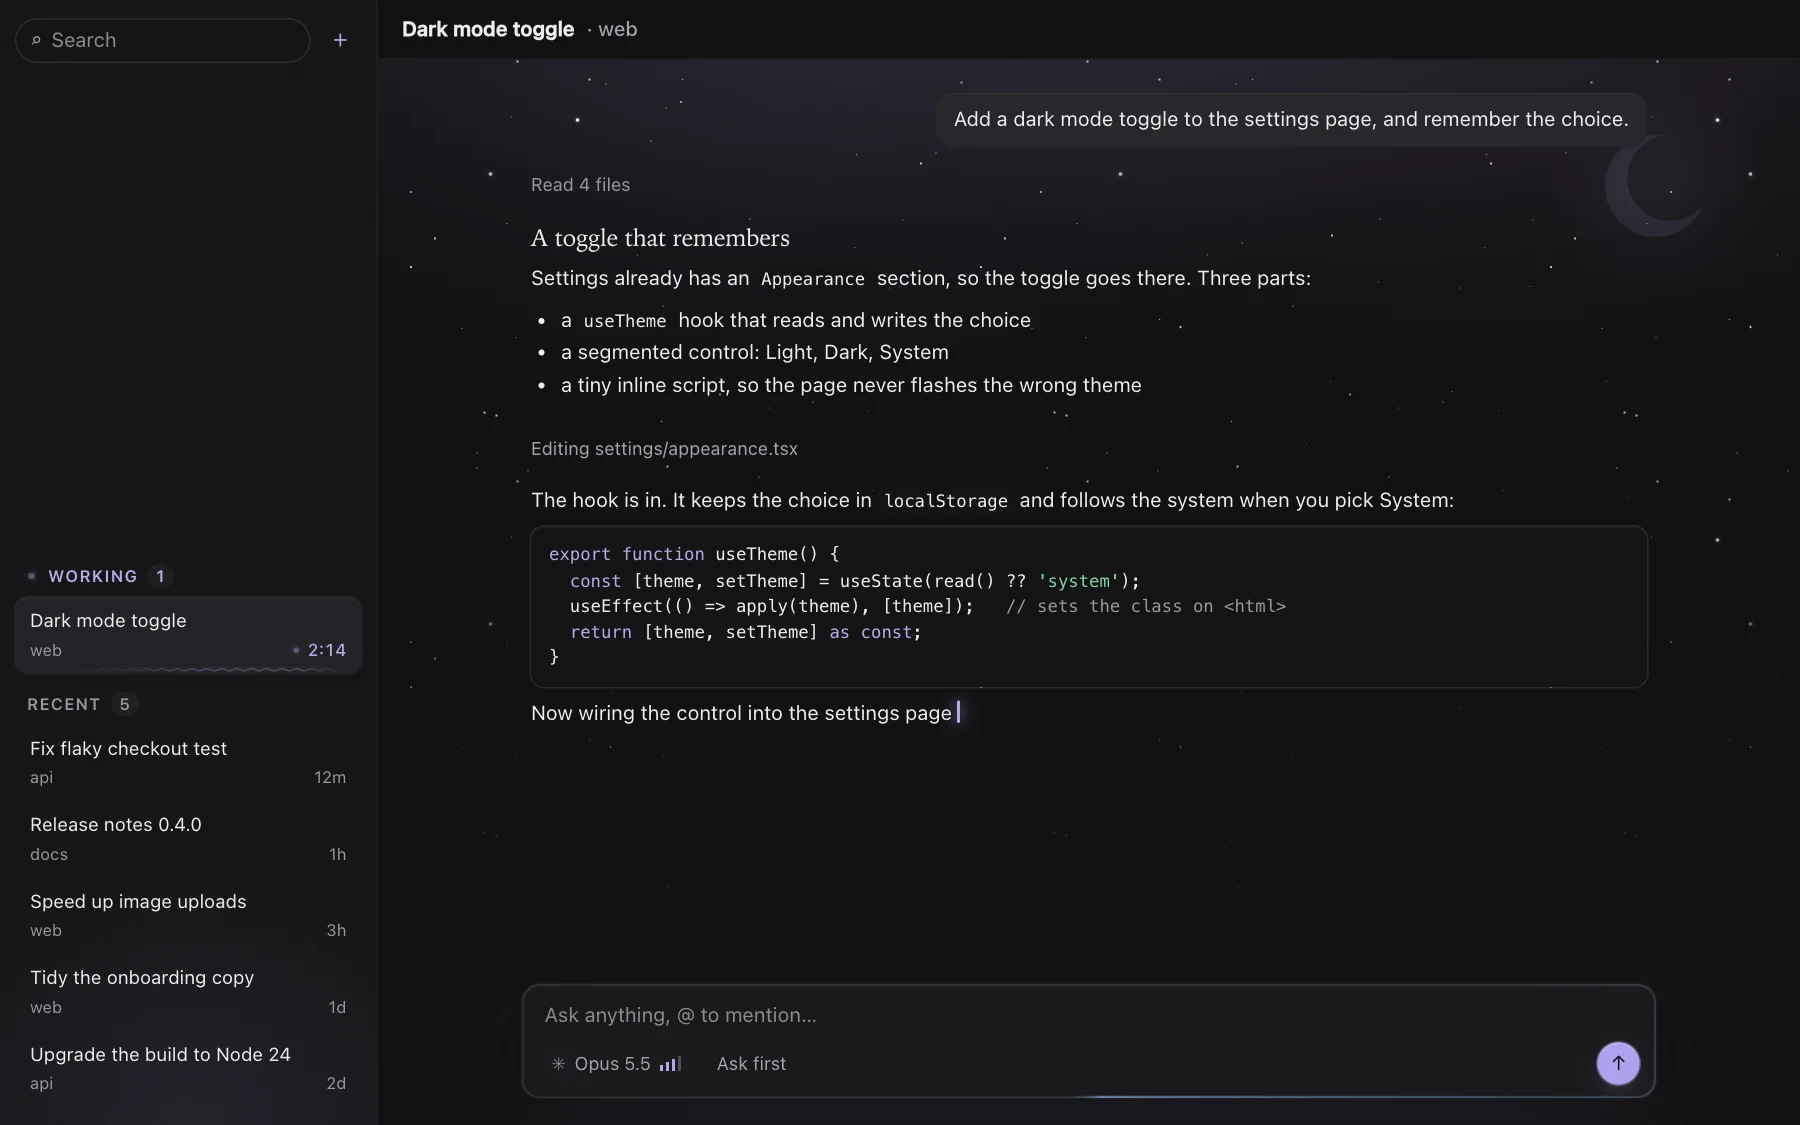 Search
+
WORKING 1
Dark mode toggle
web
2:14
RECENT 5
Fix flaky checkout test
api
12m
Release notes 0.4.0
docs
1h
Speed up image uploads
web
3h
Tidy the onboarding copy
web
1d
Upgrade the build to Node 24
api
2d
Dark mode toggle · web
Add a dark mode toggle to the settings page, and remember the choice.
Read 4 files
A toggle that remembers
Settings already has an Appearance section, so the toggle goes there. Three parts:
• a useTheme hook that reads and writes the choice
• a segmented control: Light, Dark, System
• a tiny inline script, so the page never flashes the wrong theme
Editing settings/appearance.tsx
The hook is in. It keeps the choice in localStorage and follows the system when you pick System:
export function useTheme() {
  const [theme, setTheme] = useState(read() ?? 'system');
  useEffect(() => apply(theme), [theme]);   // sets the class on <html>
  return [theme, setTheme] as const;
}
Now wiring the control into the settings page
Ask anything, @ to mention...
Opus 5.5
Ask first